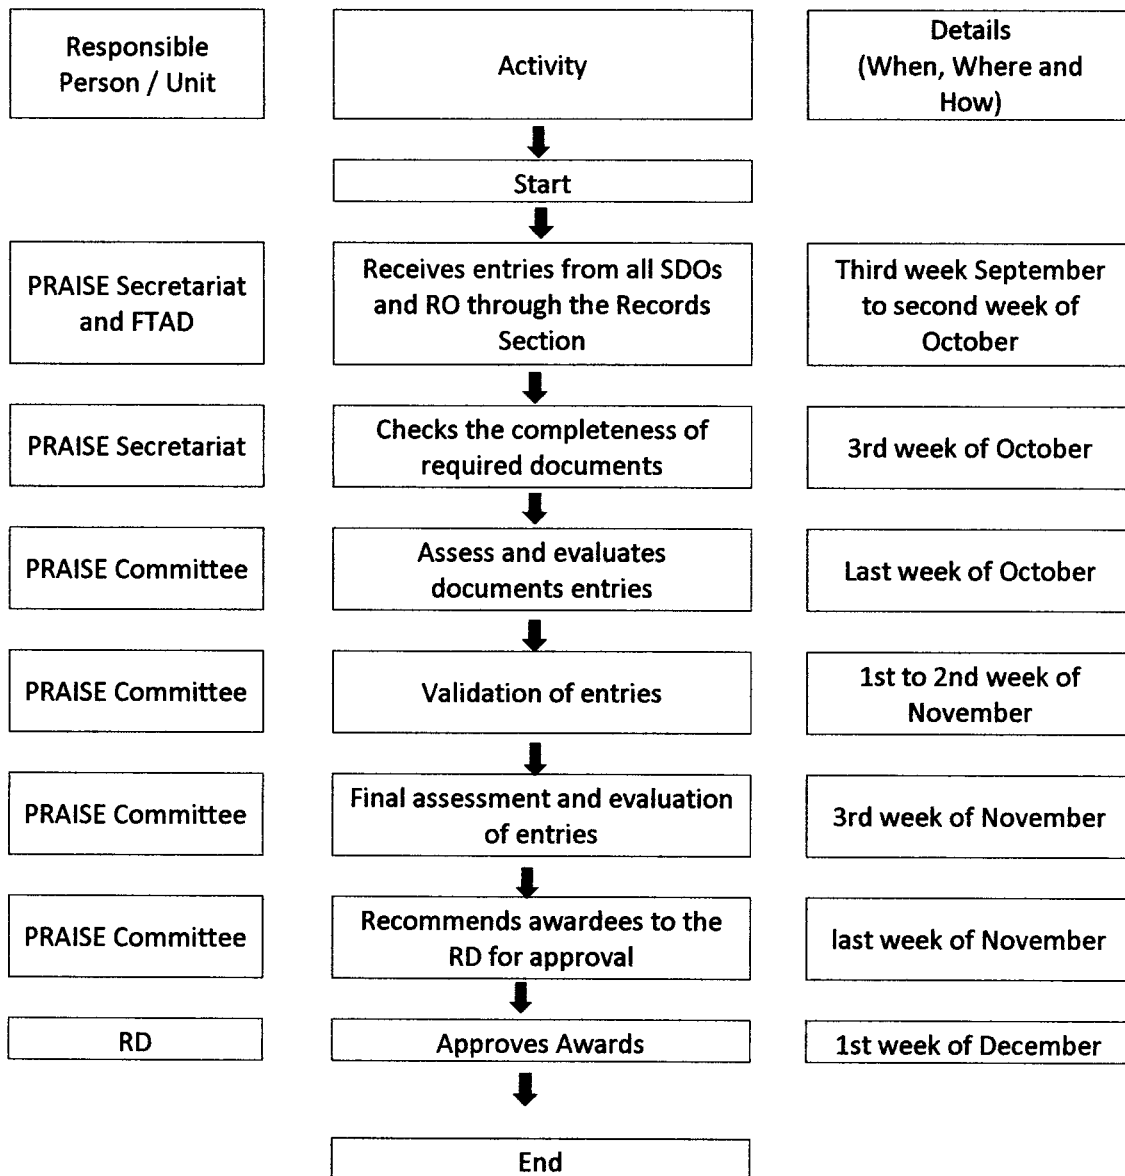 Responsible
Person / Unit
Activity
Details
(When, Where and
How)
Start
PRAISE Secretariat
and FTAD
Receives entries from all SDOs
and RO through the Records
Section
Third week September
to second week of
October
PRAISE Secretariat
Checks the completeness of
required documents
3rd week of October
PRAISE Committee
Assess and evaluates
documents entries
Last week of October
PRAISE Committee
Validation of entries
1st to 2nd week of
November
PRAISE Committee
Final assessment and evaluation
of entries
3rd week of November
PRAISE Committee
Recommends awardees to the
RD for approval
last week of November
RD
Approves Awards
1st week of December
End